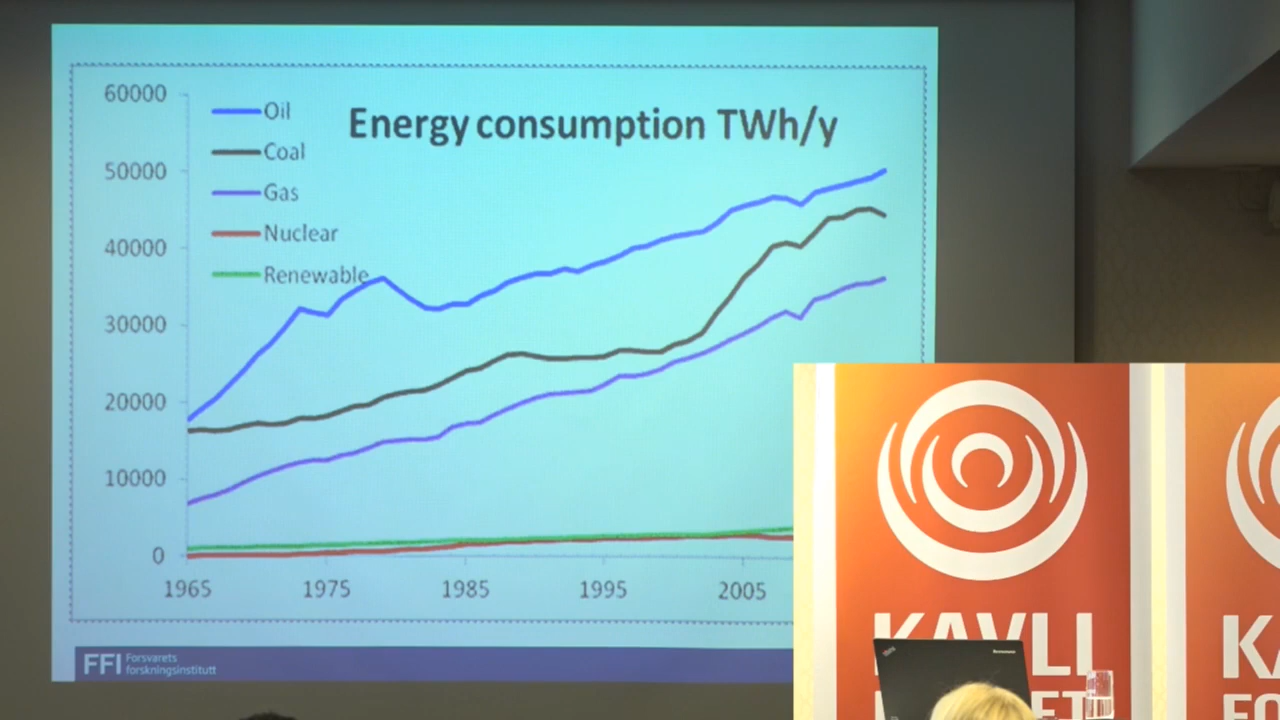 Energy consumption TWh/y
60000
50000
40000
30000
20000
10000
0
Oil
Coal
Gas
Nuclear
Renewable
1965 1975 1985 1995 2005
FFI Forsvarets
forskningsinstitutt
KAVLI